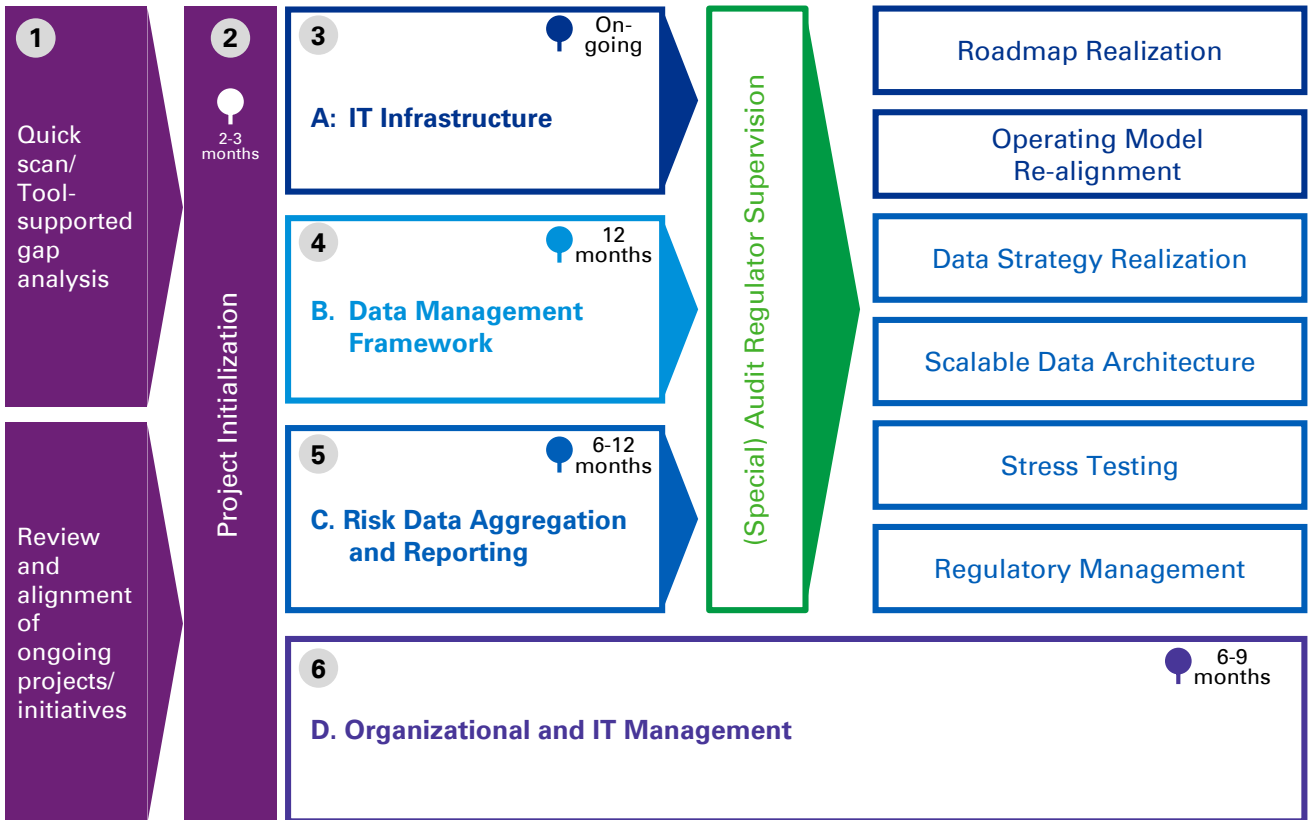 1
Quick
scan/
Tool-
supported
gap
analysis
Review
and
alignment
of
ongoing
projects/
initiatives
2
2-3
months
Project Initialization
3
On-
going
A: IT Infrastructure
4
12
months
B. Data Management
Framework
5
6-12
months
C. Risk Data Aggregation
and Reporting
(Special) Audit Regulator Supervision
Roadmap Realization
Operating Model
Re-alignment
Data Strategy Realization
Scalable Data Architecture
Stress Testing
Regulatory Management
6
6-9
months
D. Organizational and IT Management